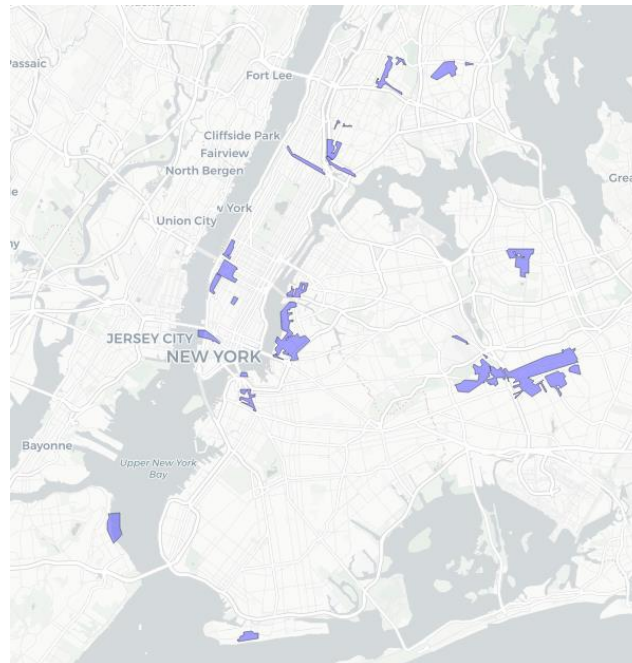 Passaic
Fort Lee
Cliffside Park
Fairview
North Bergen
Grea
York
Union City
JERSEY CITY
NEW YORK
Bayonne
Upper New York
Bay